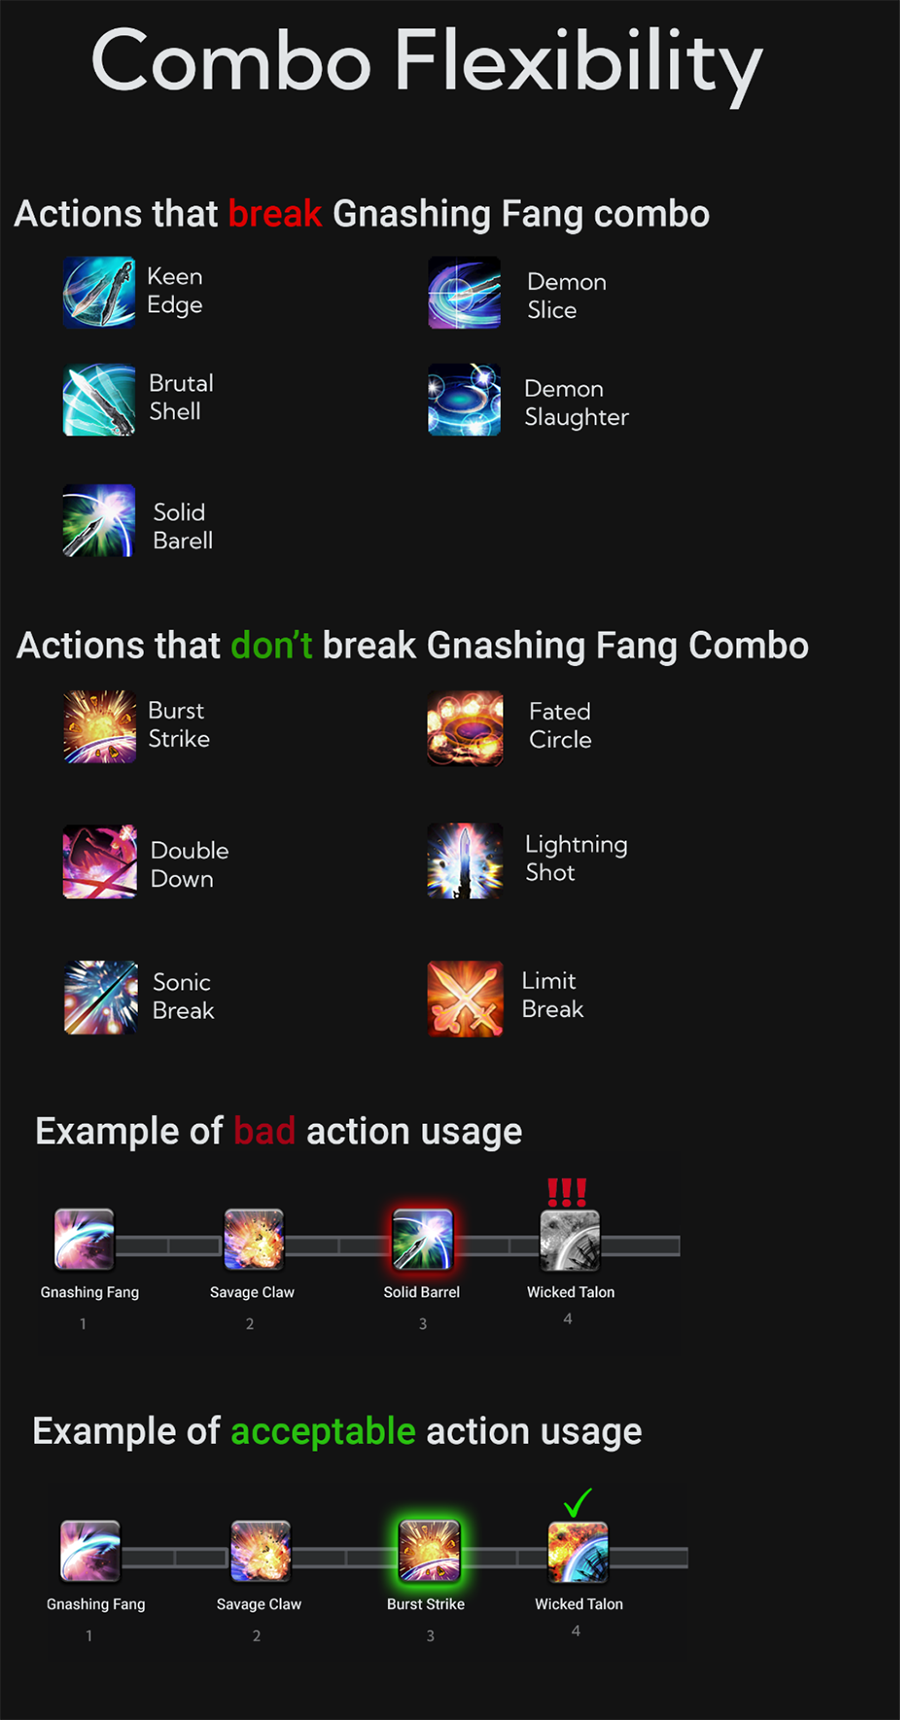 Combo Flexibility
Actions that break Gnashing Fang combo
Keen
Edge
Demon
Slice
Brutal
Shell
Demon
Slaughter
Solid
Barell
Actions that don't break Gnashing Fang Combo
Burst
Strike
Fated
Circle
Double
Down
Lightning
Shot
Sonic
Break
Limit
Break
Example of bad action usage
!!!
Gnashing Fang
Savage Claw
Solid Barrel
Wicked Talon
1
2
3
4
Example of acceptable action usage
Gnashing Fang
Savage Claw
Burst Strike
Wicked Talon
1
2
3
4